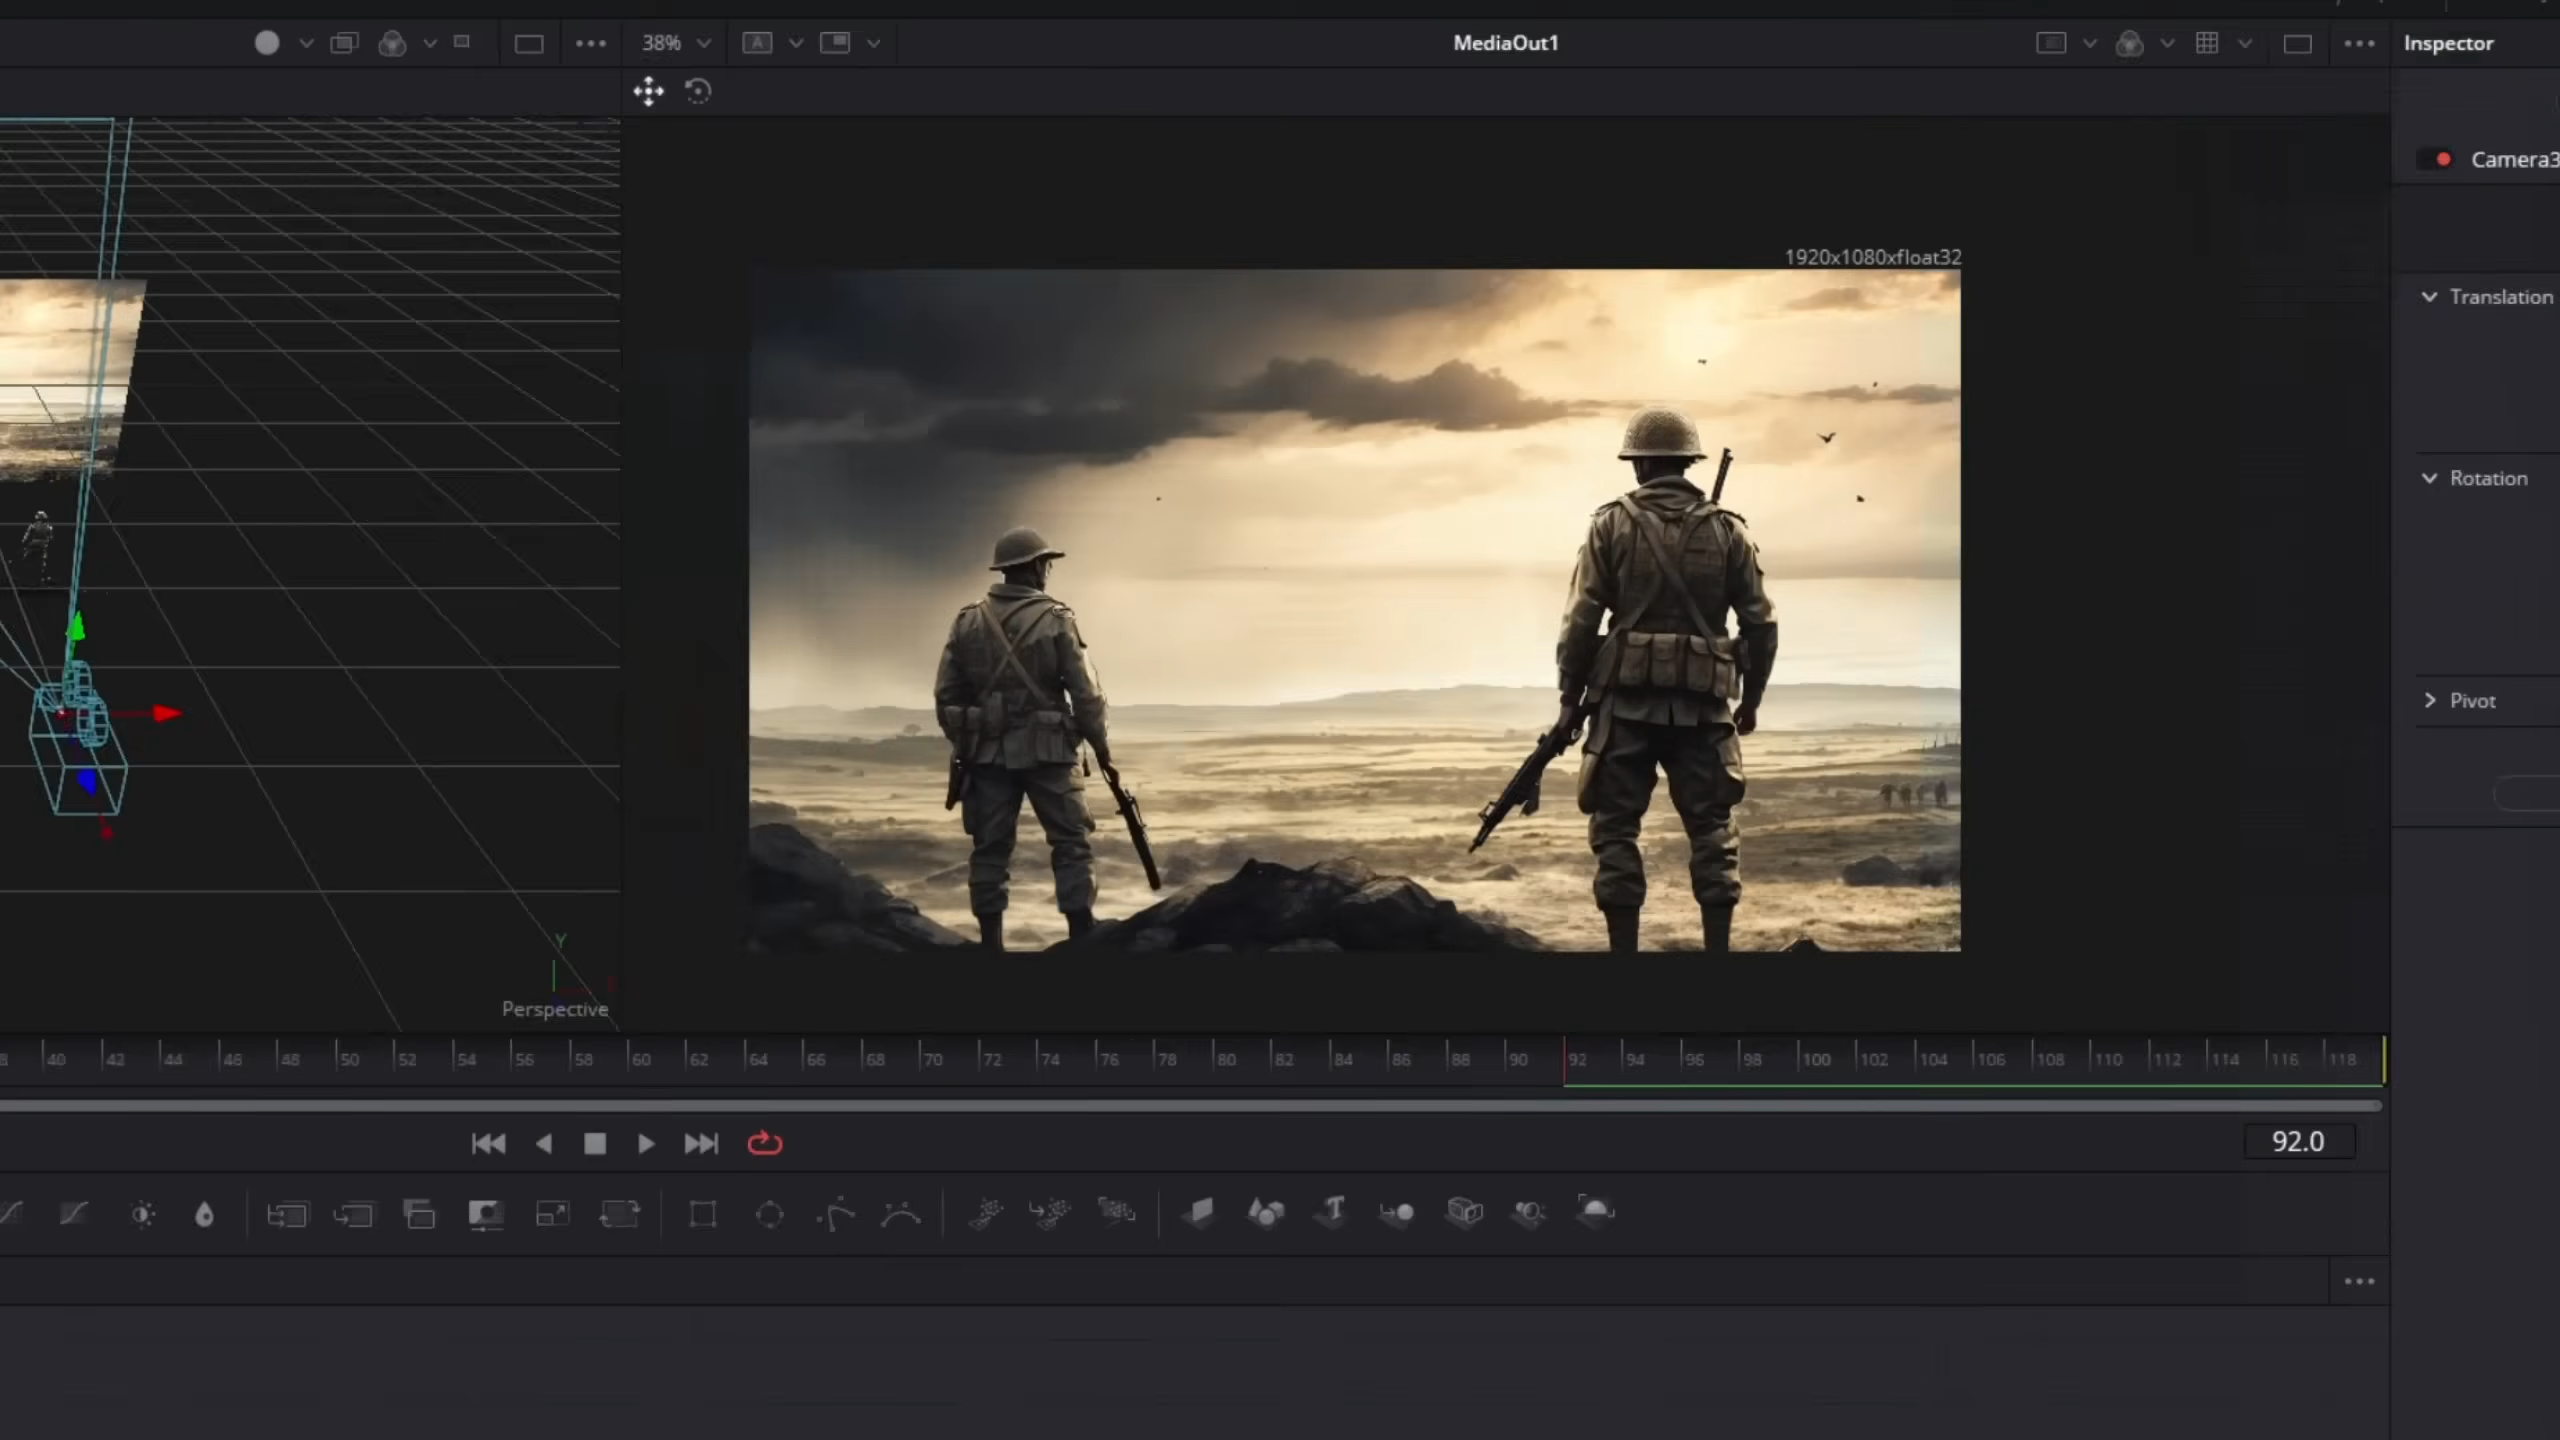 38%
A
MediaOut1
Inspector
Camera3
1920x1080xfloat32
Translation
Rotation
Pivot
Y
Perspective
40 42 44 46 48 50 52 54 56 58 60 62 64 66 68 70 72 74 76 78 80 82 84 86 88 90 92 94 96 98 100 102 104 106 108 110 112 114 116 118
92.0
T